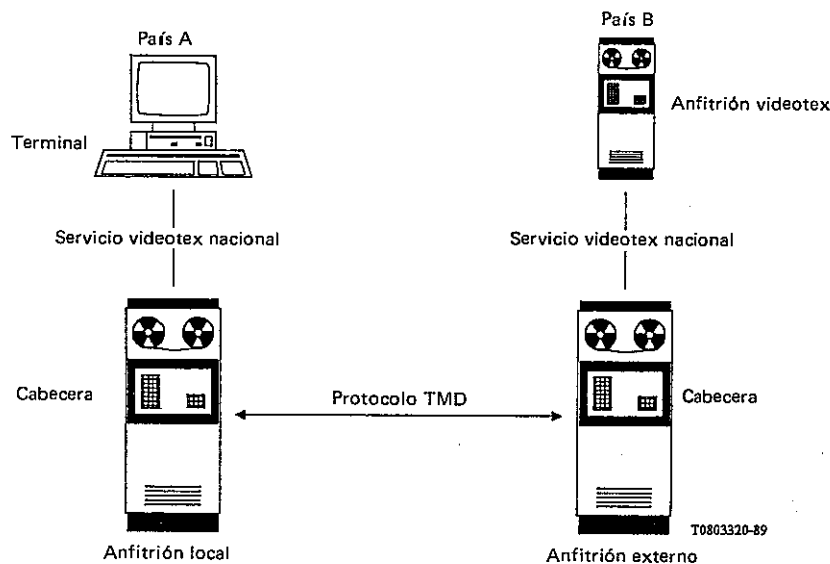 País A
País B
Anfitrión videotex
Terminal
Servicio videotex nacional
Servicio videotex nacional
Cabecera
Protocolo TMD
Cabecera
T0803320-89
Anfitrión local
Anfitrión externo